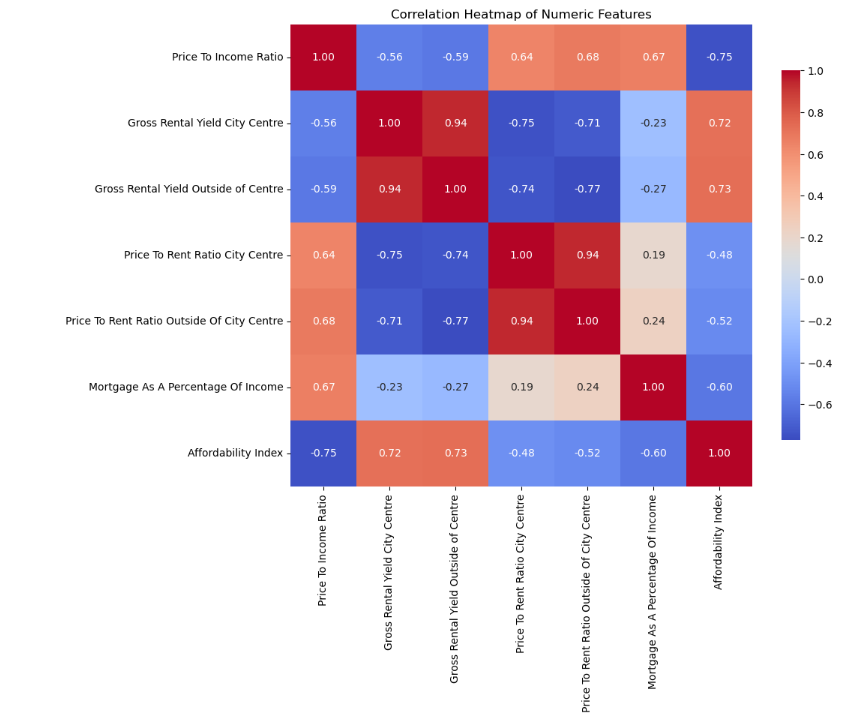 Correlation Heatmap of Numeric Features
Price To Income Ratio 1.00 -0.56 -0.59 0.64 0.68 0.67 -0.75
Gross Rental Yield City Centre -0.56 1.00 0.94 -0.75 -0.71 -0.23 0.72
Gross Rental Yield Outside of Centre -0.59 0.94 1.00 -0.74 -0.77 -0.27 0.73
Price To Rent Ratio City Centre 0.64 -0.75 -0.74 1.00 0.94 0.19 -0.48
Price To Rent Ratio Outside Of City Centre 0.68 -0.71 -0.77 0.94 1.00 0.24 -0.52
Mortgage As A Percentage Of Income 0.67 -0.23 -0.27 0.19 0.24 1.00 -0.60
Affordability Index -0.75 0.72 0.73 -0.48 -0.52 -0.60 1.00
Price To Income Ratio
Gross Rental Yield City Centre
Gross Rental Yield Outside of Centre
Price To Rent Ratio City Centre
Price To Rent Ratio Outside Of City Centre
Mortgage As A Percentage Of Income
Affordability Index
1.0
0.8
0.6
0.4
0.2
0.0
−0.2
−0.4
−0.6